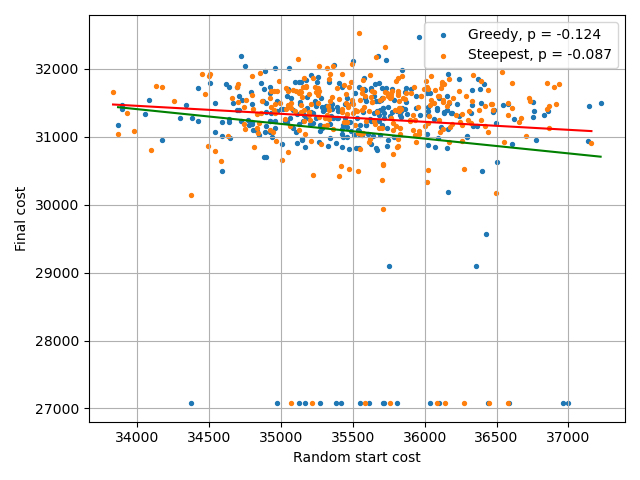 Greedy, p = -0.124
Steepest, p = -0.087
32000
31000
30000
29000
28000
27000
Final cost
34000 34500 35000 35500 36000 36500 37000
Random start cost